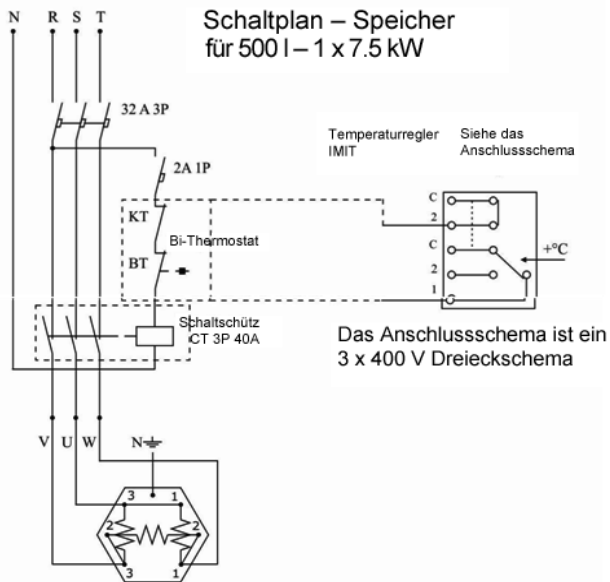 Schaltplan – Speicher
für 500 l – 1 x 7.5 kW
N R S T
32 A 3P
2A 1P
Temperaturregler
IMIT
Siehe das
Anschlussschema
KT
Bi-Thermostat
BT
C
2
C
2
1
+°C
Schaltschütz
CT 3P 40A
Das Anschlussschema ist ein
3 x 400 V Dreieckschema
V U W N
3 1
2 2
3 1